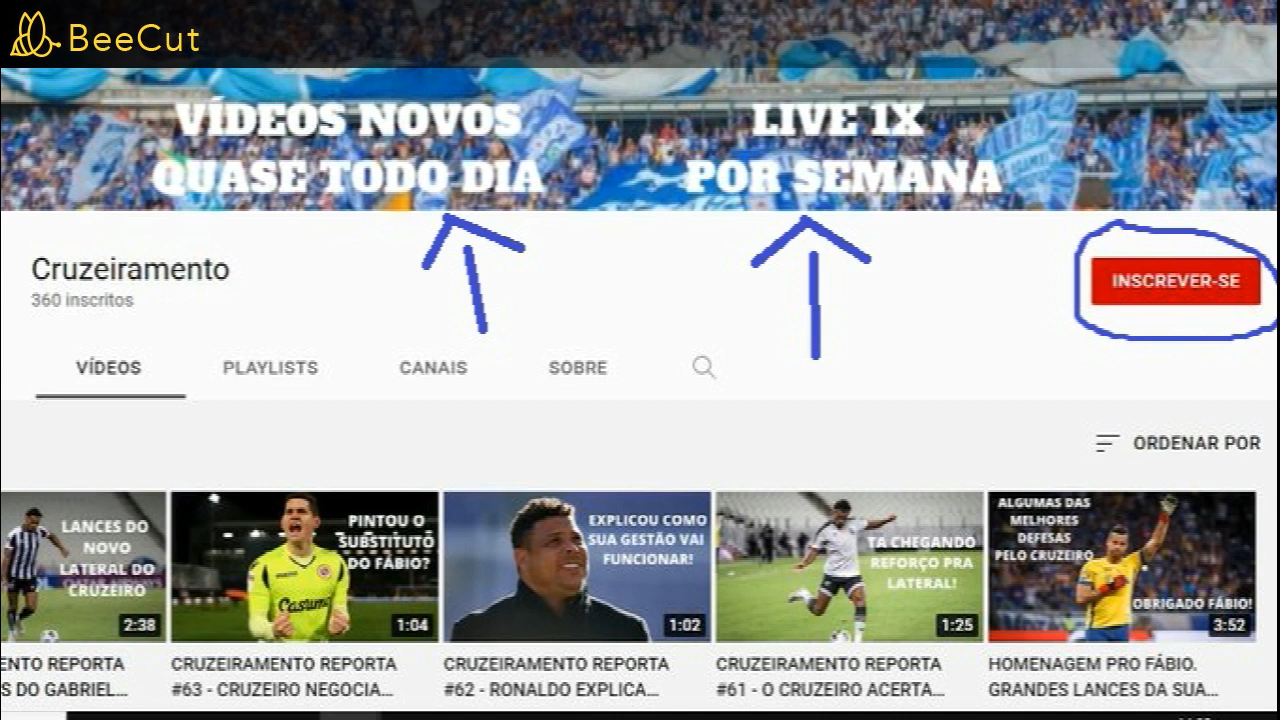 BeeCut
VÍDEOS NOVOS
QUASE TODO DIA
LIVE 1X
POR SEMANA
Cruzeiramento
360 inscritos
INSCREVER-SE
VÍDEOS
PLAYLISTS
CANAIS
SOBRE
ORDENAR POR
LANCES DO
NOVO
LATERAL DO
CRUZEIRO
2:38
PINTOU O
SUBSTITUTO
DO FÁBIO?
Casumo
1:04
EXPLICOU COMO
SUA GESTÃO VAI
FUNCIONAR!
1:02
TA CHEGANDO
REFORÇO PRA
LATERAL!
1:25
ALGUMAS DAS
MELHORES
DEFESAS
PELO CRUZEIRO
OBRIGADO FÁBIO!
3:52
ENTO REPORTA
S DO GABRIEL...
CRUZEIRAMENTO REPORTA
#63 - CRUZEIRO NEGOCIA...
CRUZEIRAMENTO REPORTA
#62 - RONALDO EXPLICA...
CRUZEIRAMENTO REPORTA
#61 - O CRUZEIRO ACERTA...
HOMENAGEM PRO FÁBIO.
GRANDES LANCES DA SUA...